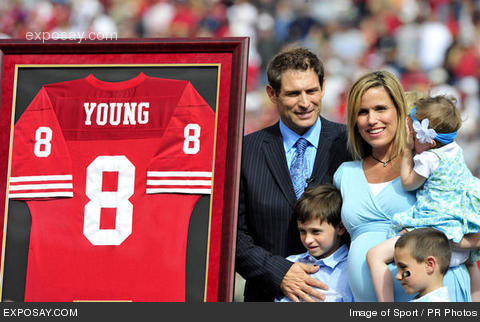 exposay.com
YOUNG
8
8
8
EXPOSAY.COM
Image of Sport / PR Photos